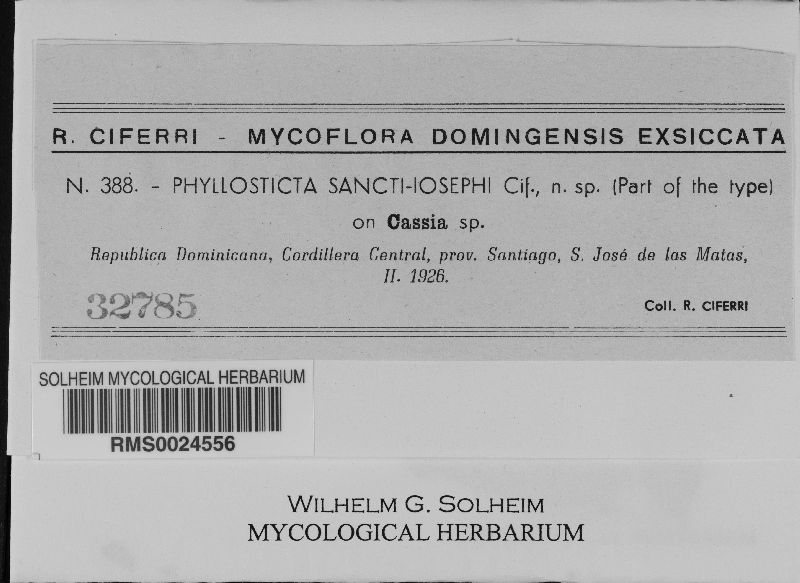 R. CIFERRI - MYCOFLORA DOMINGENSIS EXSICCATA
N. 388. - PHYLLOSTICTA SANCTI-IOSEPHI Cif., n. sp. (Part of the type)
on Cassia sp.
Republica Dominicana, Cordillera Central, prov. Santiago, S. José de las Matas,
II. 1926.
32785
Coll. R. CIFERRI
SOLHEIM MYCOLOGICAL HERBARIUM
RMS0024556
WILHELM G. SOLHEIM
MYCOLOGICAL HERBARIUM